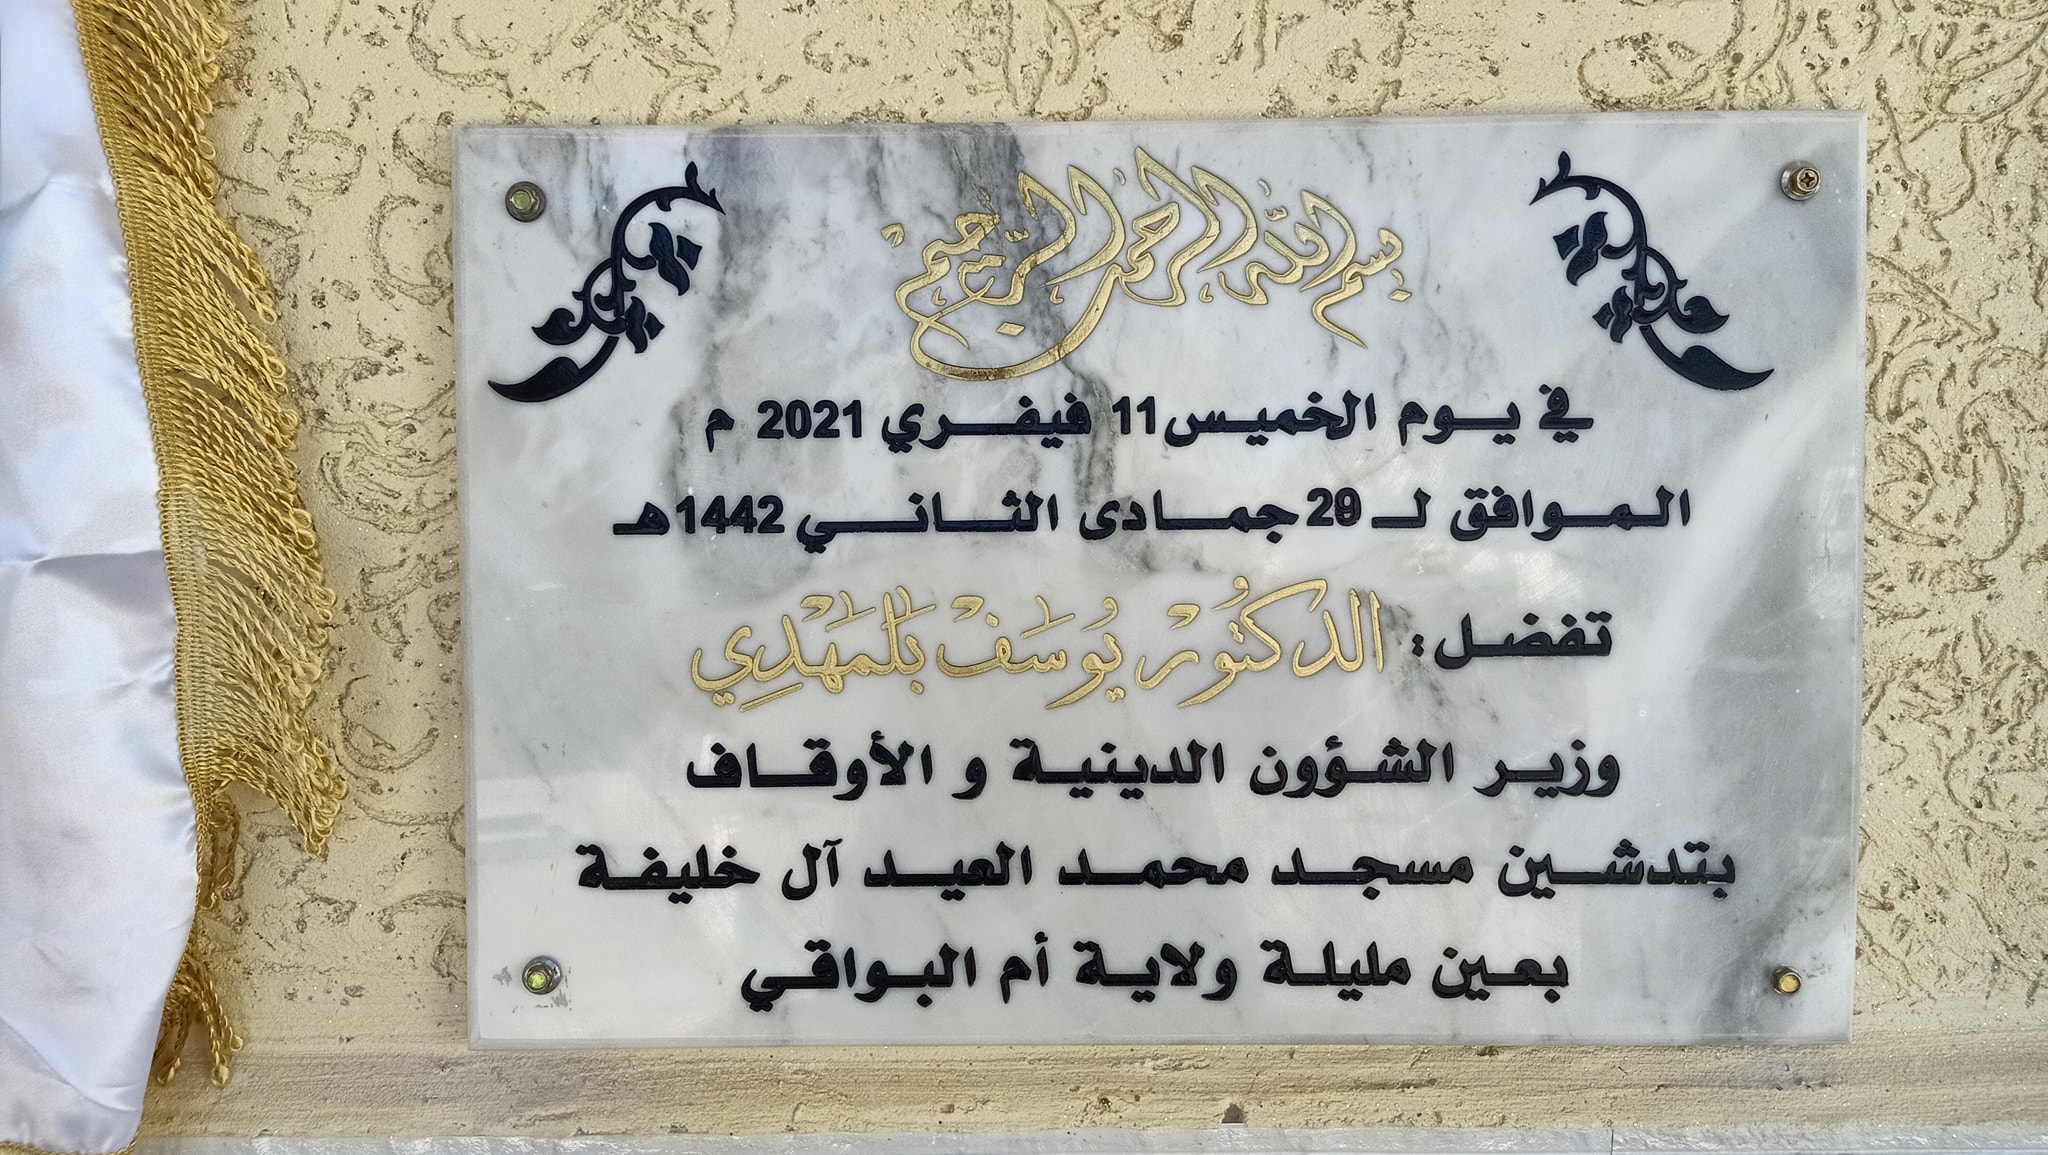 بسم الله الرحمن الرحيم
في يوم الخميس 11 فيفري 2021 م
الموافق لـ 29 جمادى الثاني 1442هـ
تفضل : الدكتور يوسف بلمهدي
وزير الشؤون الدينية و الأوقاف
بتدشين مسجد محمد العيد آل خليفة
بعين مليلة ولاية أم البواقي